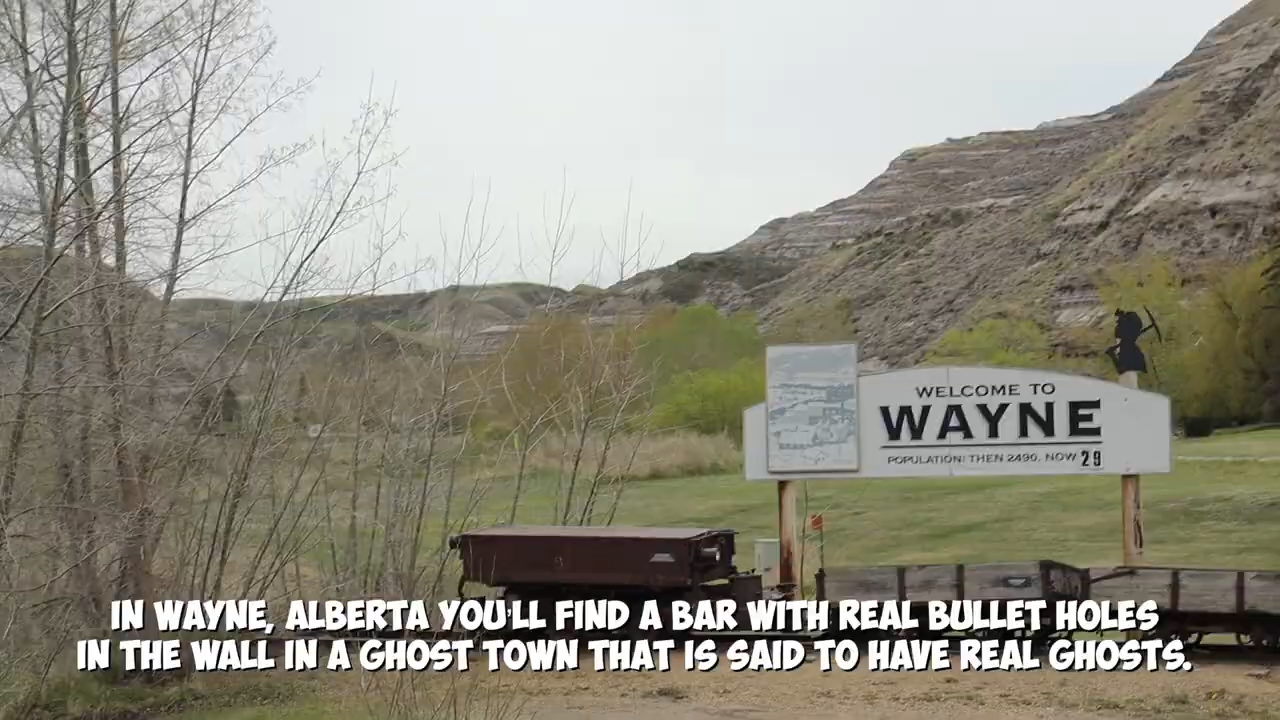 WELCOME TO
WAYNE
POPULATION: THEN 2490, NOW 29
IN WAYNE, ALBERTA YOU'LL FIND A BAR WITH REAL BULLET HOLES
IN THE WALL IN A GHOST TOWN THAT IS SAID TO HAVE REAL GHOSTS.